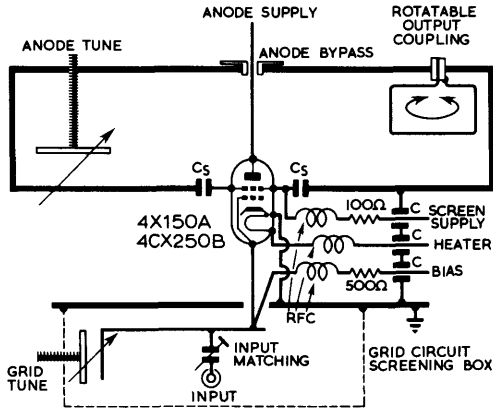 ANODE SUPPLY
ROTATABLE
OUTPUT
COUPLING
ANODE TUNE
ANODE BYPASS
CS
CS
4X150A
4CX250B
100Ω
C
SCREEN
SUPPLY
C
HEATER
C
BIAS
500Ω
RFC
GRID
TUNE
INPUT
MATCHING
INPUT
GRID CIRCUIT
SCREENING BOX